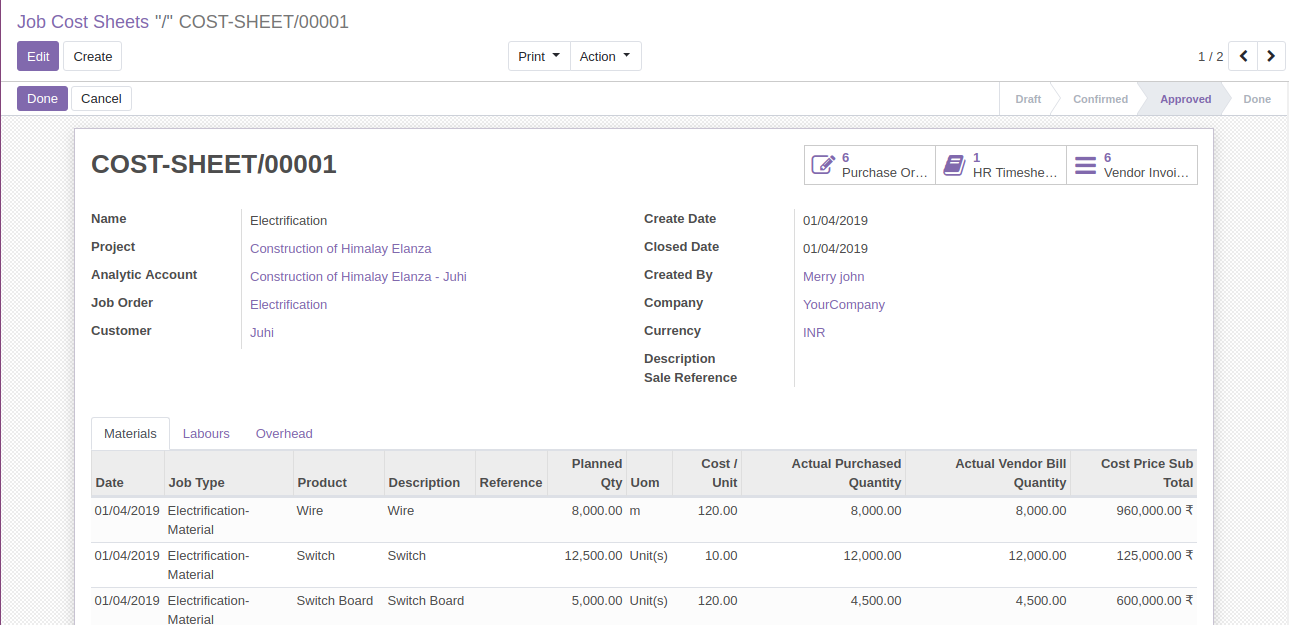 Job Cost Sheets "/" COST-SHEET/00001
Edit Create Print Action 1 / 2
Done Cancel Draft Confirmed Approved Done
COST-SHEET/00001
6
Purchase Or…
1
HR Timeshe…
6
Vendor Invoi…
Name Electrification
Project Construction of Himalay Elanza
Analytic Account Construction of Himalay Elanza - Juhi
Job Order Electrification
Customer Juhi
Create Date 01/04/2019
Closed Date 01/04/2019
Created By Merry john
Company YourCompany
Currency INR
Description
Sale Reference
Materials Labours Overhead
Date Job Type Product Description Reference Planned Qty Uom Cost / Unit Actual Purchased Quantity Actual Vendor Bill Quantity Cost Price Sub Total
01/04/2019 Electrification-Material Wire Wire 8,000.00 m 120.00 8,000.00 8,000.00 960,000.00 ₹
01/04/2019 Electrification-Material Switch Switch 12,500.00 Unit(s) 10.00 12,000.00 12,000.00 125,000.00 ₹
01/04/2019 Electrification-Material Switch Board Switch Board 5,000.00 Unit(s) 120.00 4,500.00 4,500.00 600,000.00 ₹